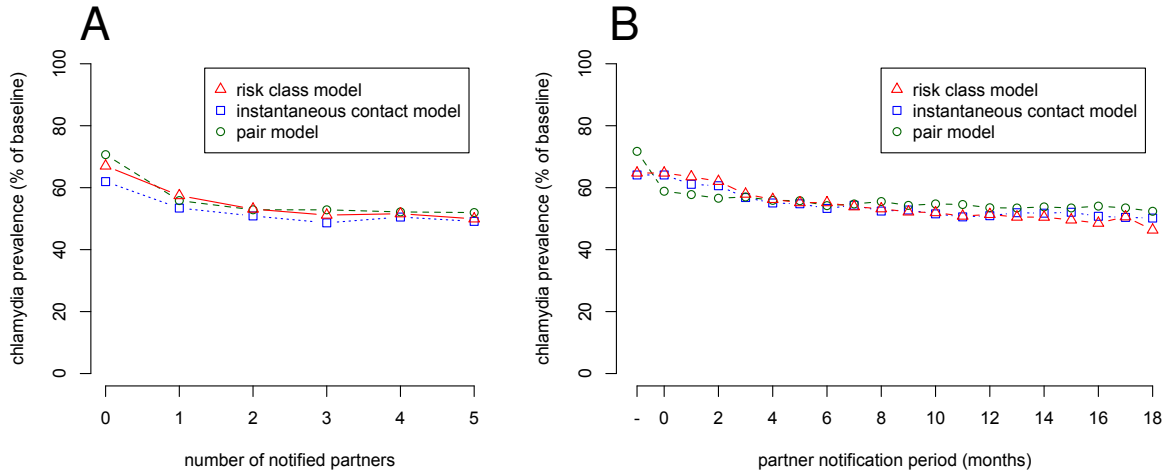 A
chlamydia prevalence (% of baseline)
100
80
60
40
20
0
risk class model
instantaneous contact model
pair model
0 1 2 3 4 5
number of notified partners
B
chlamydia prevalence (% of baseline)
100
80
60
40
20
0
risk class model
instantaneous contact model
pair model
- 0 2 4 6 8 10 12 14 16 18
partner notification period (months)